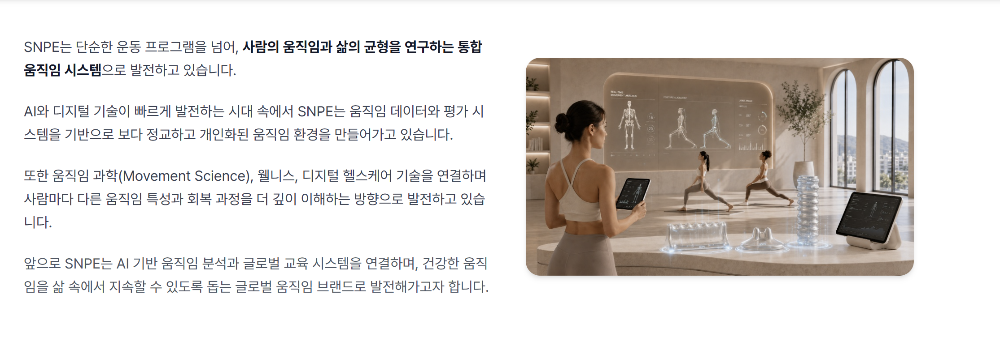 SNPE는 단순한 운동 프로그램을 넘어, 사람의 움직임과 삶의 균형을 연구하는 통합
움직임 시스템으로 발전하고 있습니다.
AI와 디지털 기술이 빠르게 발전하는 시대 속에서 SNPE는 움직임 데이터와 평가 시
스템을 기반으로 보다 정교하고 개인화된 움직임 환경을 만들어가고 있습니다.
또한 움직임 과학(Movement Science), 웰니스, 디지털 헬스케어 기술을 연결하며
사람마다 다른 움직임 특성과 회복 과정을 더 깊이 이해하는 방향으로 발전하고 있습
니다.
앞으로 SNPE는 AI 기반 움직임 분석과 글로벌 교육 시스템을 연결하며, 건강한 움직
임을 삶 속에서 지속할 수 있도록 돕는 글로벌 움직임 브랜드로 발전해가고자 합니다.
REAL-TIME
MOVEMENT ANALYSIS
POSTURE ALIGNMENT
JOINT ANGLE
16
20